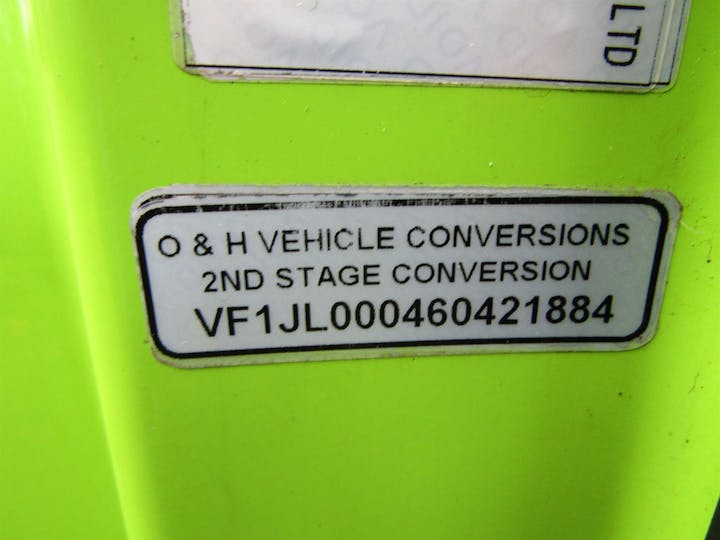 LTD
O & H VEHICLE CONVERSIONS
2ND STAGE CONVERSION
VF1JL000460421884